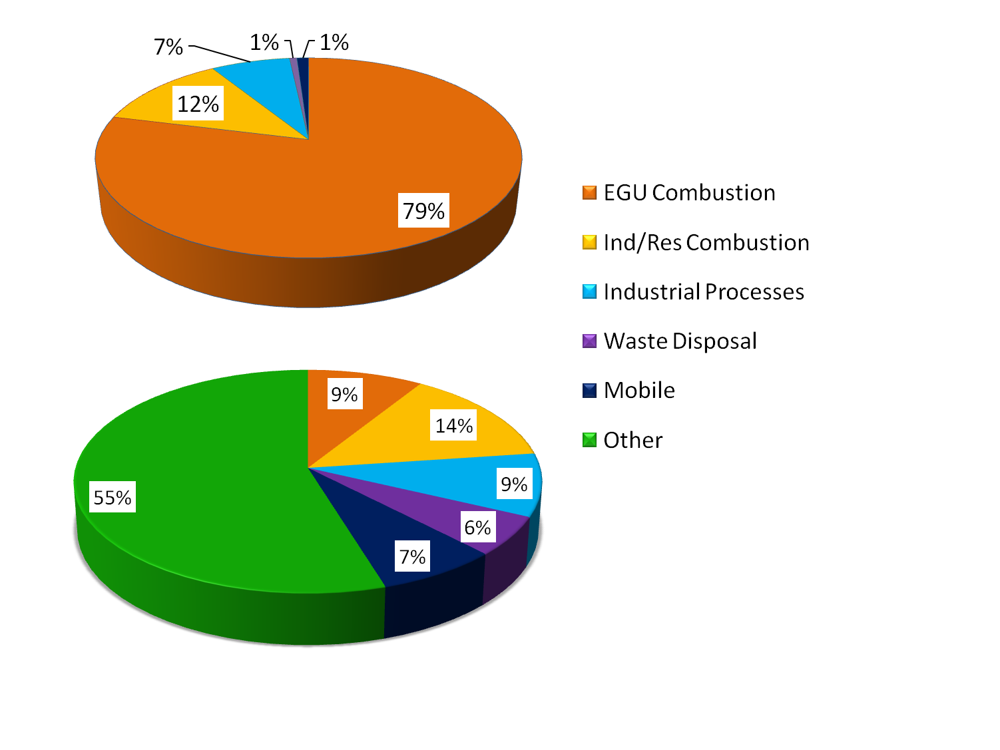 7%
1%
1%
12%
79%
EGU Combustion
Ind/Res Combustion
Industrial Processes
Waste Disposal
Mobile
Other
9%
14%
9%
55%
6%
7%